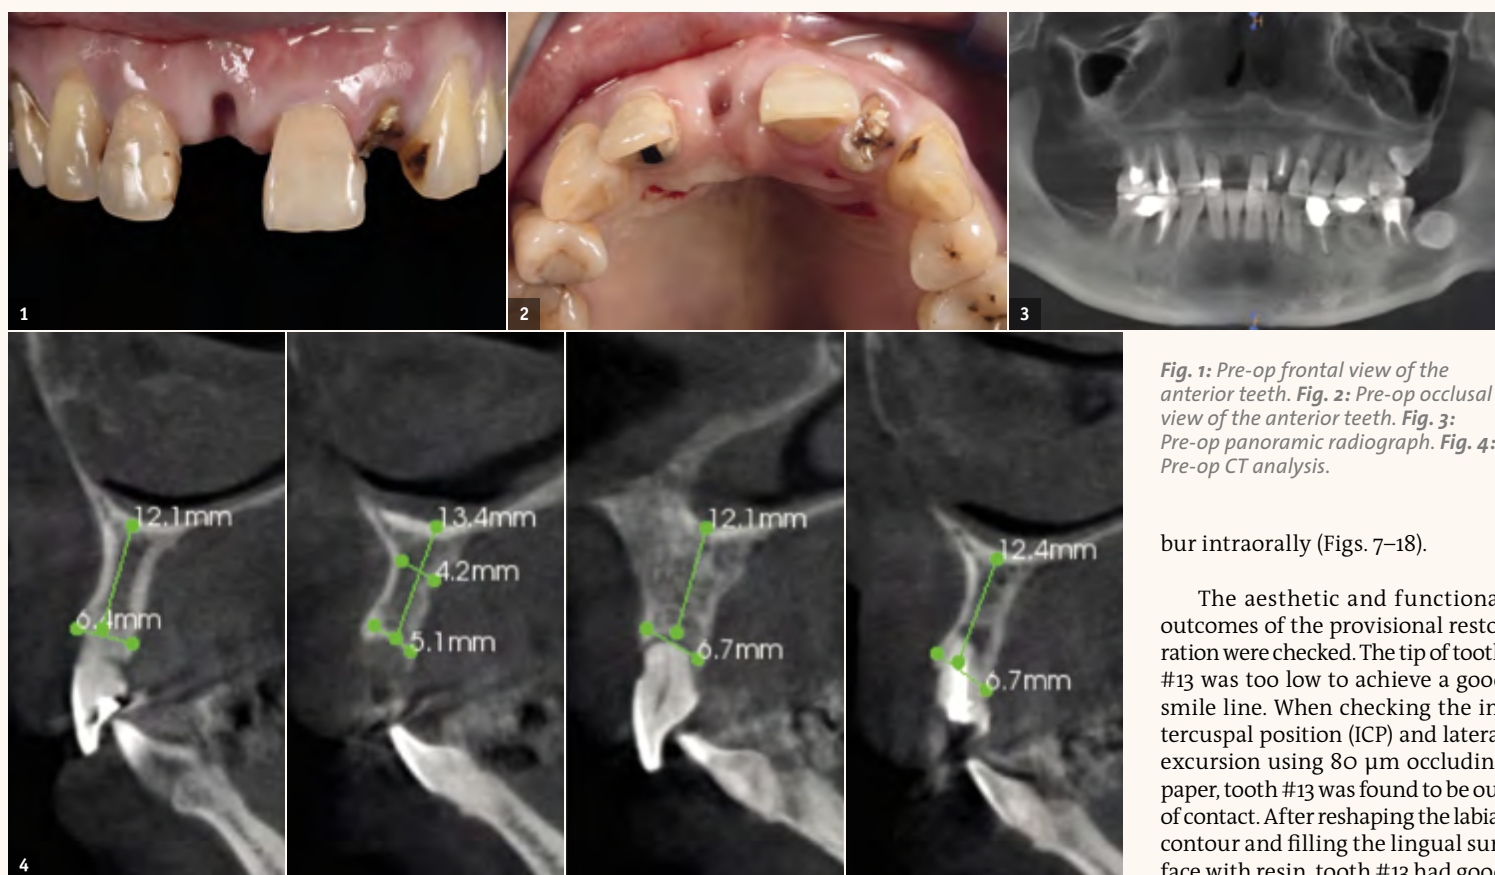 1
2
3
12.1mm
6.4mm
13.4mm
4.2mm
5.1mm
12.1mm
6.7mm
12.4mm
6.7mm
4
Fig. 1: Pre-op frontal view of the
anterior teeth. Fig. 2: Pre-op occlusal
view of the anterior teeth. Fig. 3:
Pre-op panoramic radiograph. Fig. 4:
Pre-op CT analysis.
bur intraorally (Figs. 7–18).
The aesthetic and functiona
outcomes of the provisional resto
ration were checked. The tip of tooth
#13 was too low to achieve a good
smile line. When checking the in
tercuspal position (ICP) and latera
excursion using 80 µm occludin
paper, tooth #13 was found to be ou
of contact. After reshaping the labia
contour and filling the lingual sur
face with resin, tooth #13 had good